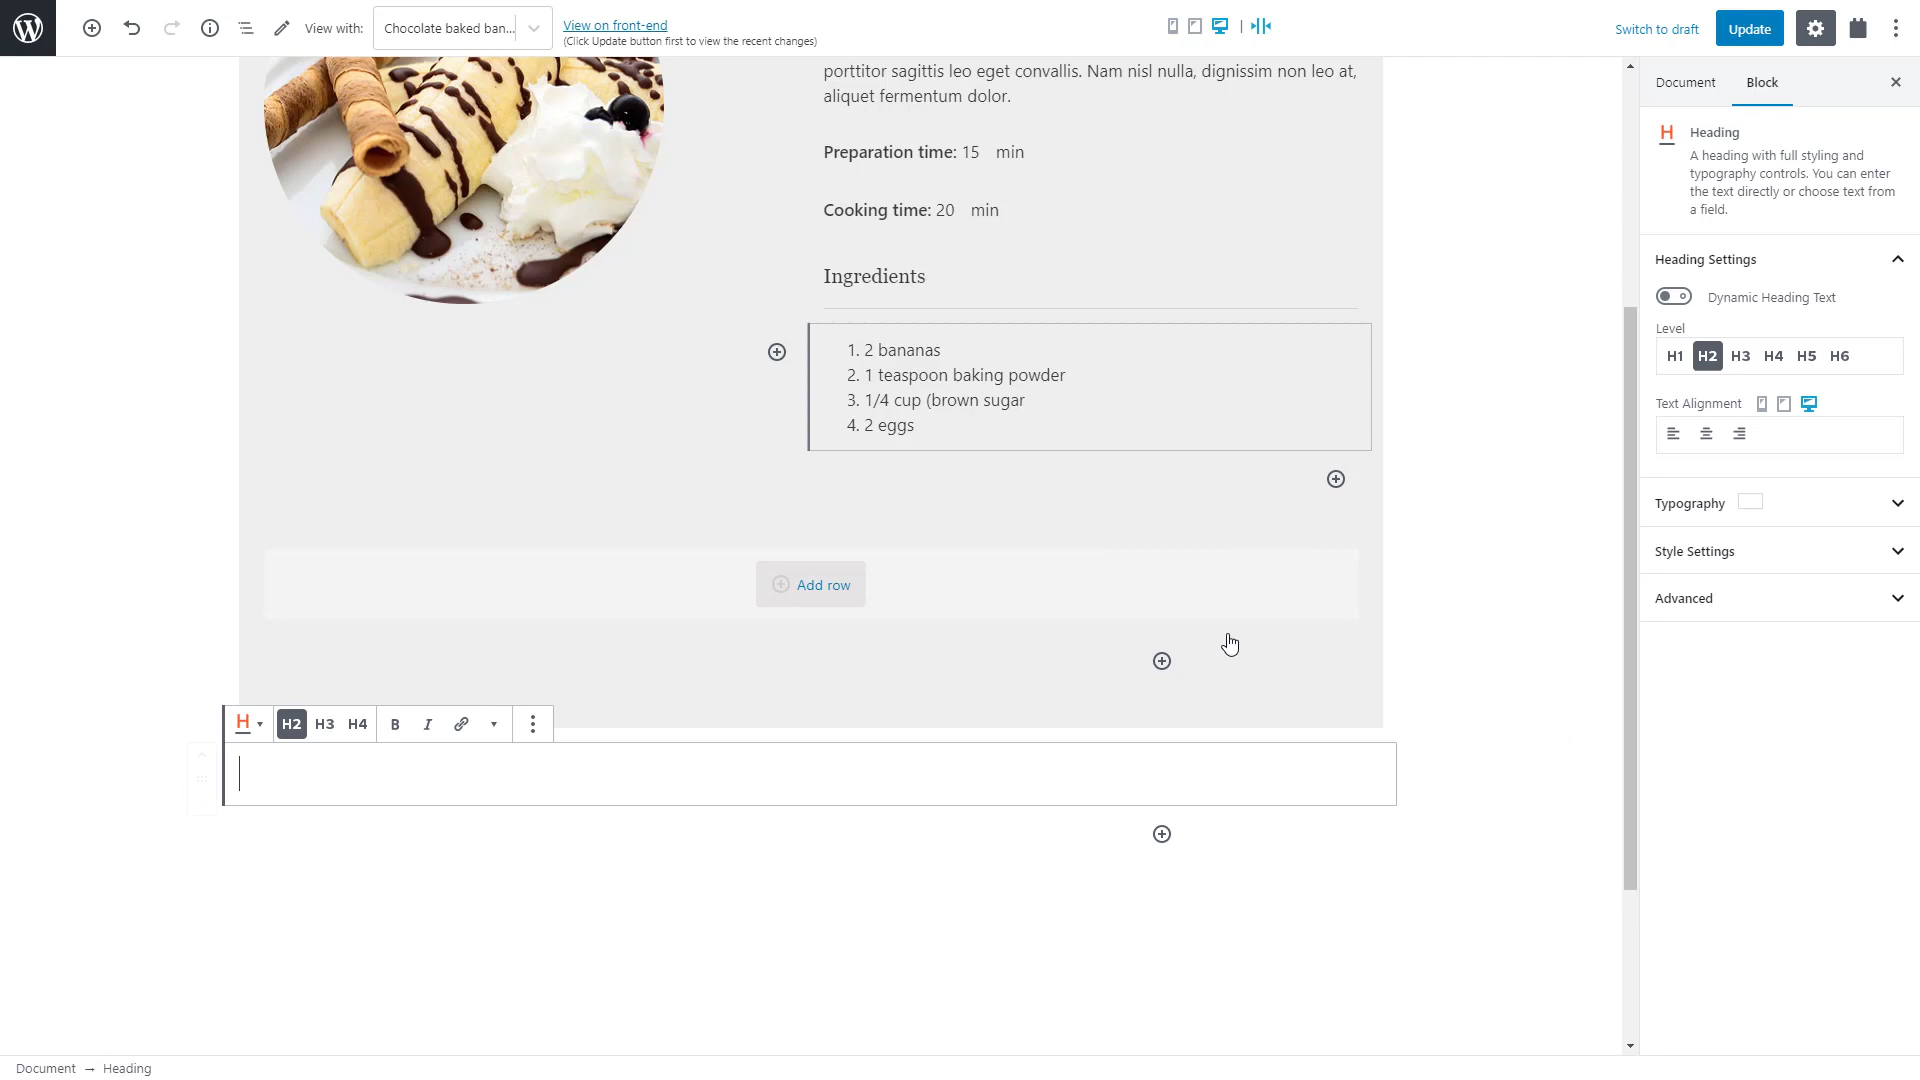 View with: Chocolate baked ban... View on front-end
(Click Update button first to view the recent changes)
Switch to draft Update
porttitor sagittis leo eget convallis. Nam nisl nulla, dignissim non leo at,
aliquet fermentum dolor.
Preparation time: 15 min
Cooking time: 20 min
Ingredients
1. 2 bananas
2. 1 teaspoon baking powder
3. 1/4 cup (brown sugar
4. 2 eggs
Add row
H H2 H3 H4 B I
Document Block
H Heading
A heading with full styling and
typography controls. You can enter
the text directly or choose text from
a field.
Heading Settings
Dynamic Heading Text
Level
H1 H2 H3 H4 H5 H6
Text Alignment
Typography
Style Settings
Advanced
Document → Heading